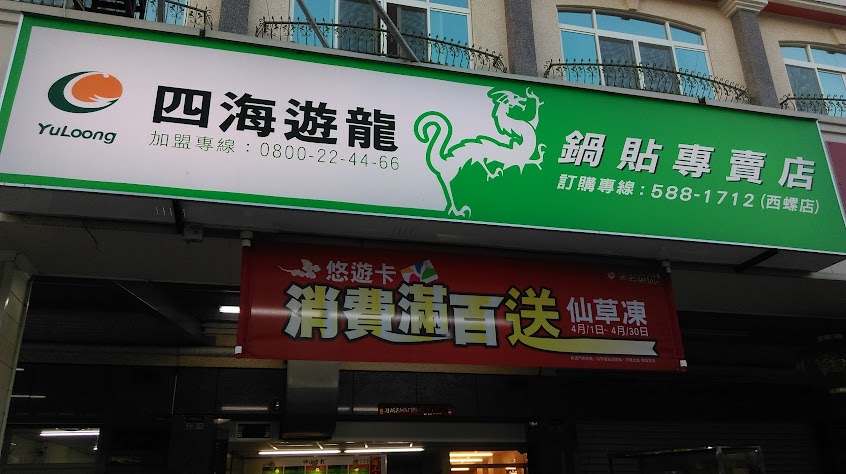 YuLoong
四海遊龍
加盟專線：0800-22-44-66
鍋貼專賣店
訂購專線：588-1712(西螺店)
悠遊卡
消費滿百送
仙草凍
4月/1日~4月/30日